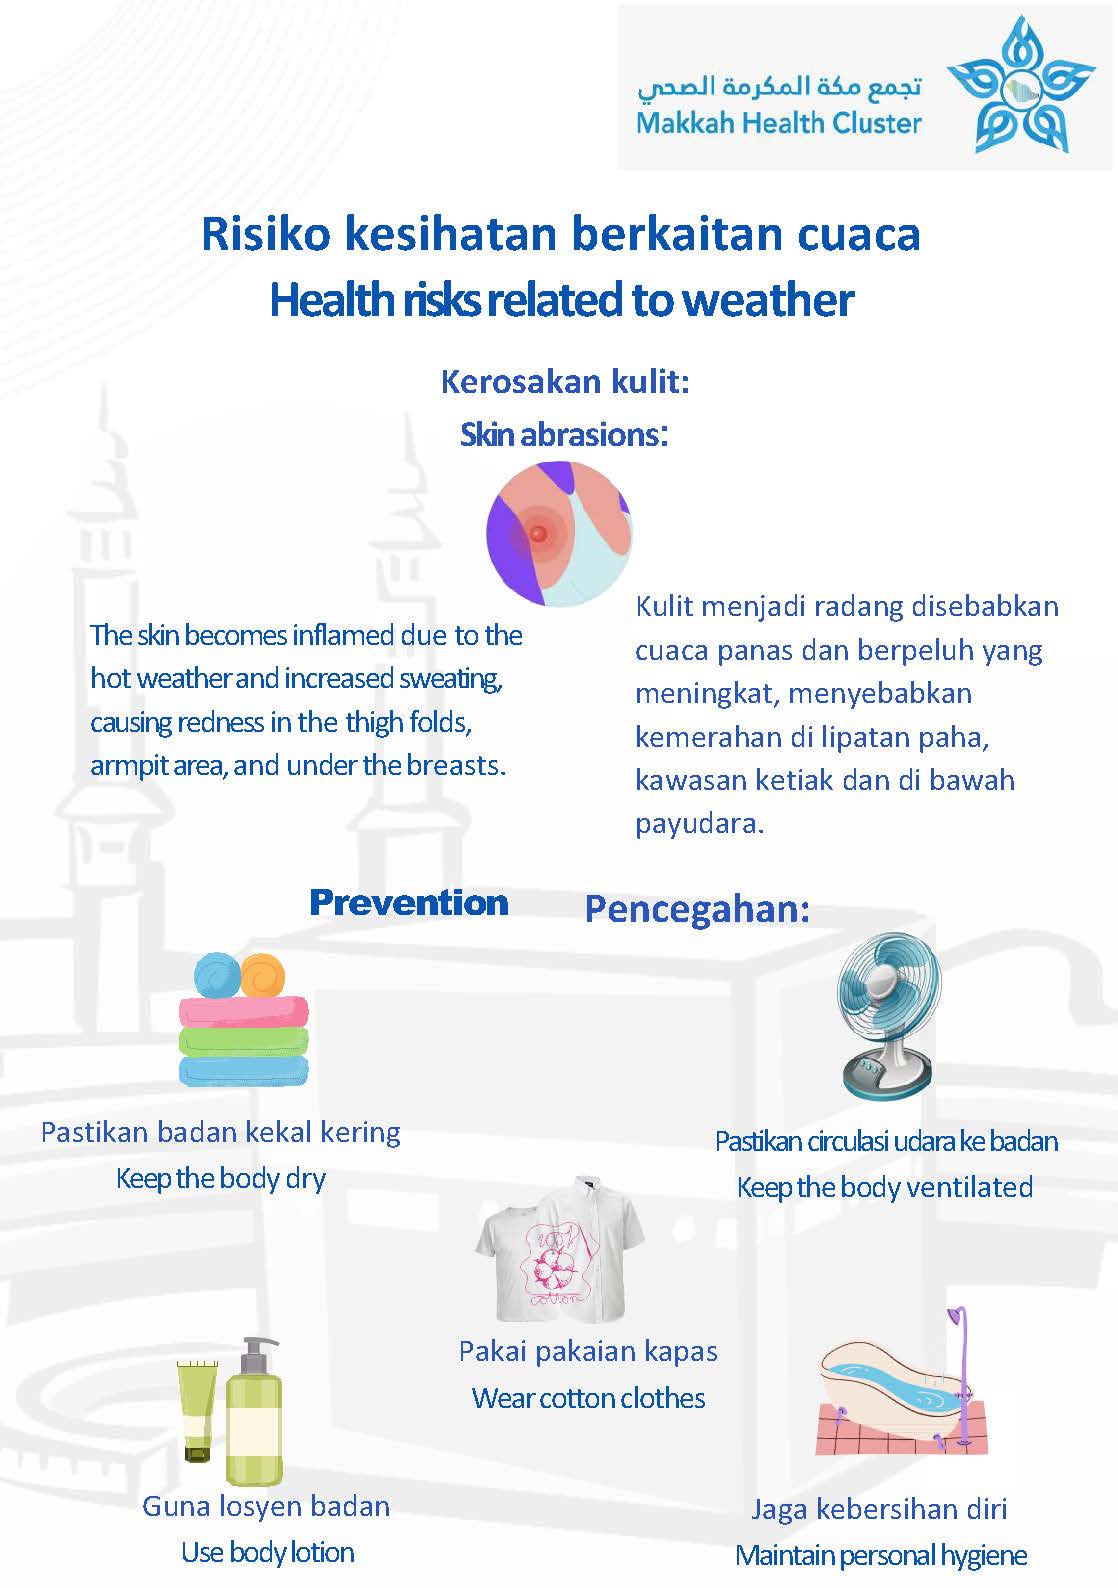 تجمع مكة المكرمة الصحي
Makkah Health Cluster
Risiko kesihatan berkaitan cuaca
Health risks related to weather
Kerosakan kulit:
Skin abrasions:
The skin becomes inflamed due to the
hot weather and increased sweating,
causing redness in the thigh folds,
armpit area, and under the breasts.
Kulit menjadi radang disebabkan
cuaca panas dan berpeluh yang
meningkat, menyebabkan
kemerahan di lipatan paha,
kawasan ketiak dan di bawah
payudara.
Prevention
Pencegahan:
Pastikan badan kekal kering
Keep the body dry
Pastikan circulasi udara ke badan
Keep the body ventilated
cotton
Pakai pakaian kapas
Wear cotton clothes
Guna losyen badan
Use body lotion
Jaga kebersihan diri
Maintain personal hygiene